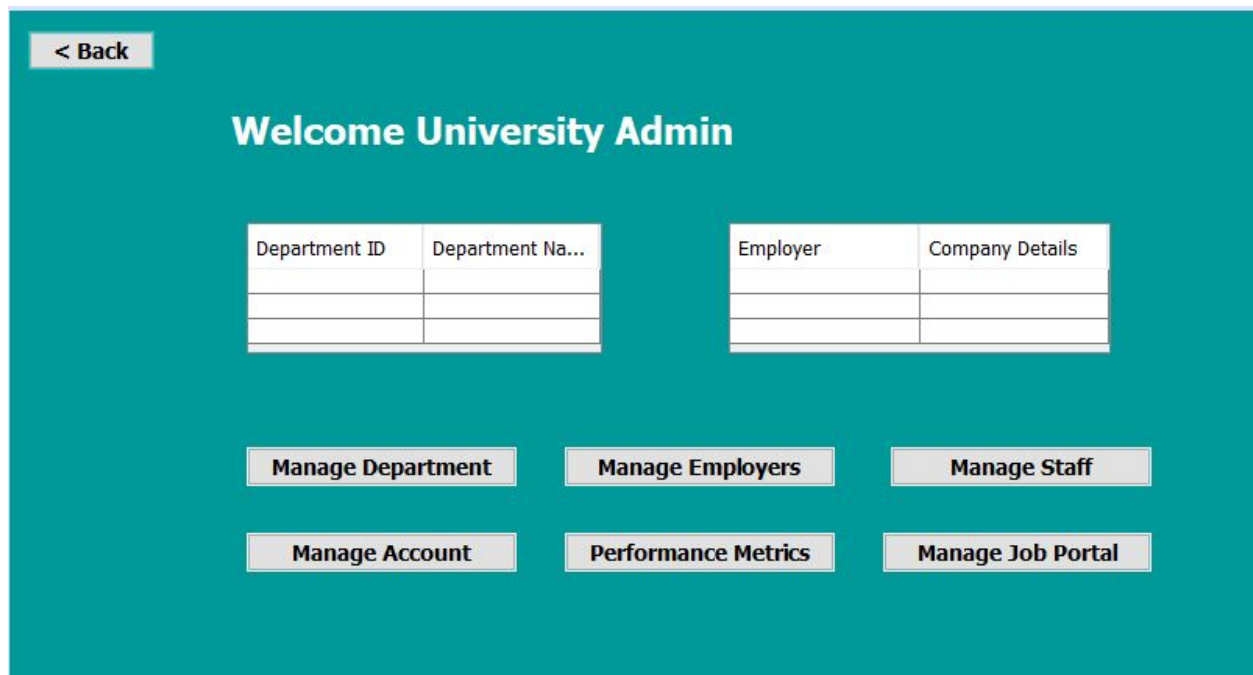 < Back
Welcome University Admin
Department ID Department Na... Employer Company Details
Manage Department Manage Employers Manage Staff
Manage Account Performance Metrics Manage Job Portal